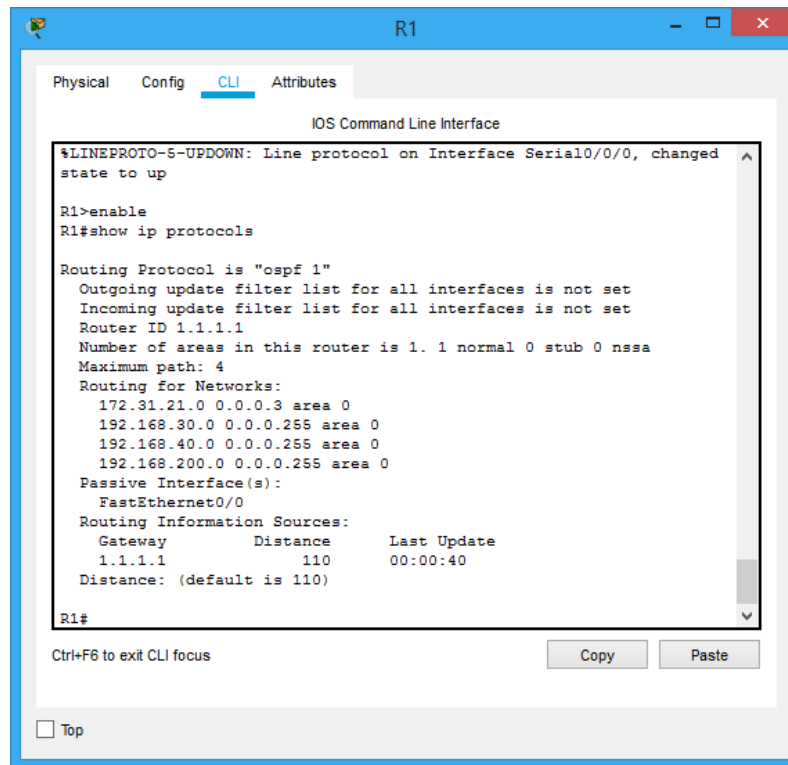 R1
Physical Config CLI Attributes
IOS Command Line Interface
%LINEPROTO-5-UPDOWN: Line protocol on Interface Serial0/0/0, changed
state to up
R1>enable
R1#show ip protocols
Routing Protocol is "ospf 1"
Outgoing update filter list for all interfaces is not set
Incoming update filter list for all interfaces is not set
Router ID 1.1.1.1
Number of areas in this router is 1. 1 normal 0 stub 0 nssa
Maximum path: 4
Routing for Networks:
172.31.21.0 0.0.0.3 area 0
192.168.30.0 0.0.0.255 area 0
192.168.40.0 0.0.0.255 area 0
192.168.200.0 0.0.0.255 area 0
Passive Interface(s):
FastEthernet0/0
Routing Information Sources:
Gateway Distance Last Update
1.1.1.1 110 00:00:40
Distance: (default is 110)
R1#
Ctrl+F6 to exit CLI focus Copy Paste
Top